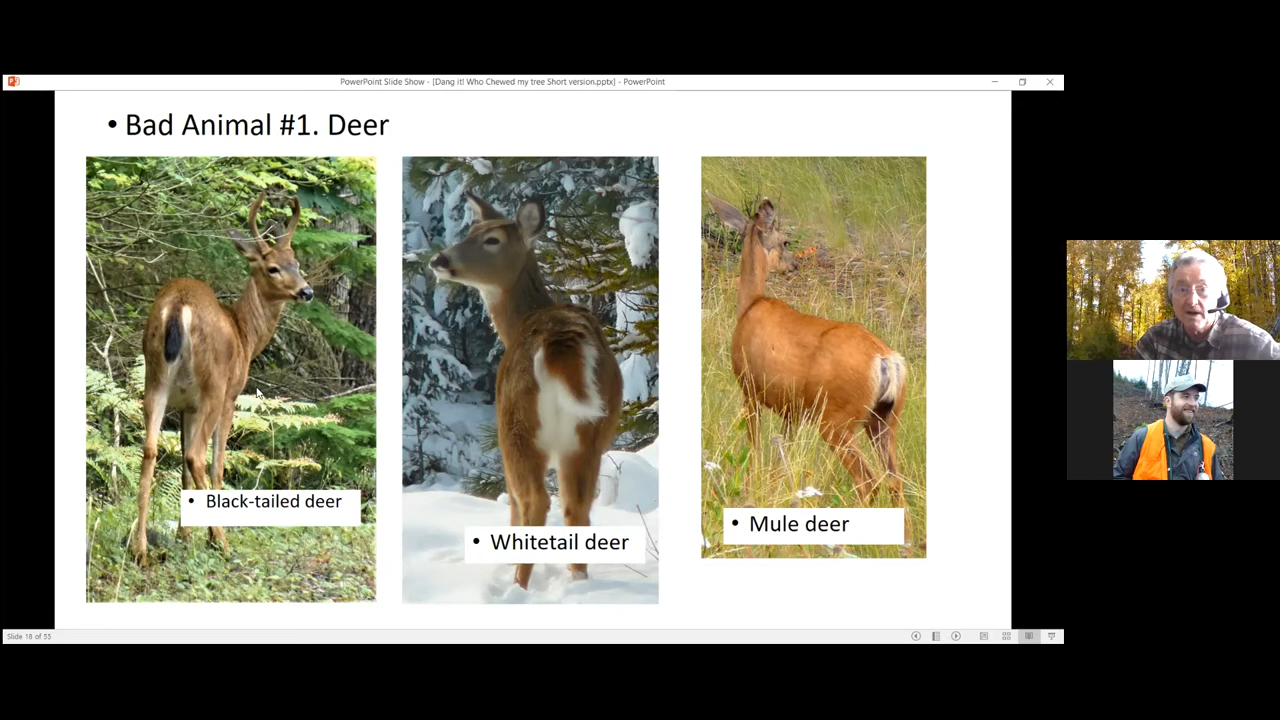 PowerPoint Slide Show - [Dang it! Who Chewed my tree Short version.pptx] - PowerPoint
• Bad Animal #1. Deer
• Black-tailed deer
• Whitetail deer
• Mule deer
Slide 18 of 55